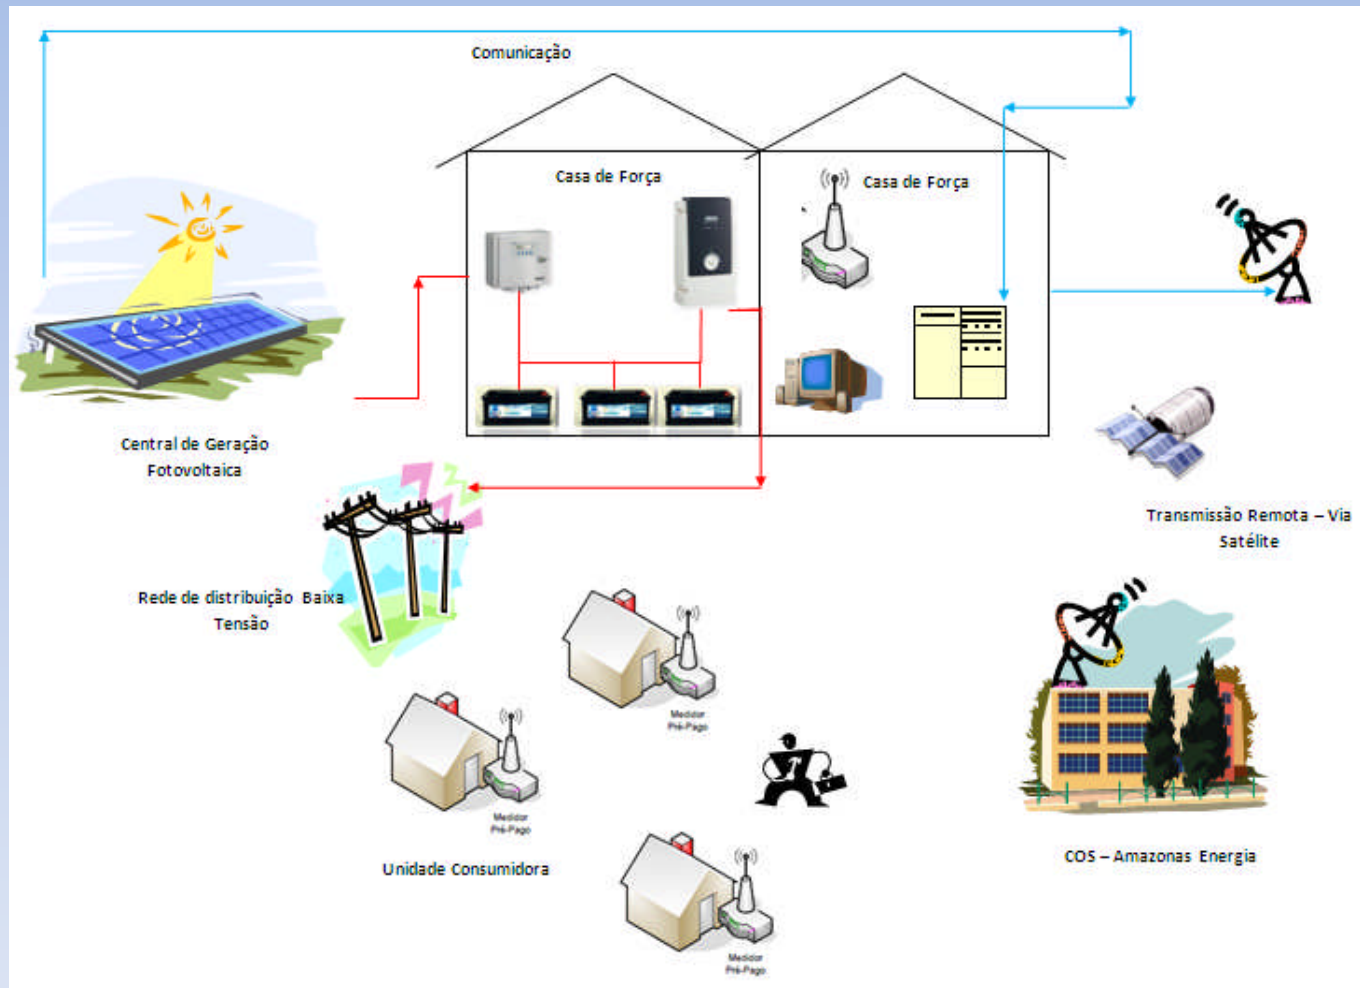 Comunicação
Casa de Força
Casa de Força
Central de Geração
Fotovoltaica
Transmissão Remota – Via
Satélite
Rede de distribuição Baixa
Tensão
Medidor
Pré-Pago
Medidor
Pré-Pago
Unidade Consumidora
COS – Amazonas Energia
Medidor
Pré-Pago